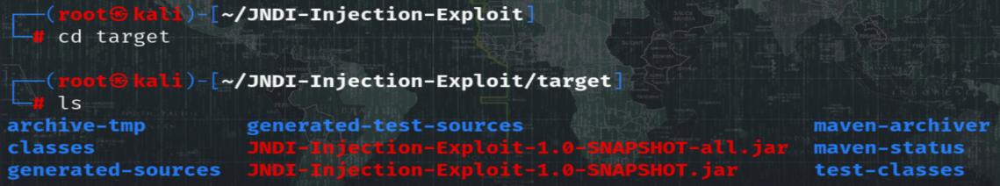 ┌──(root㉿kali)-[~/JNDI-Injection-Exploit]
└─# cd target
┌──(root㉿kali)-[~/JNDI-Injection-Exploit/target]
└─# ls
archive-tmp generated-test-sources maven-archiver
classes JNDI-Injection-Exploit-1.0-SNAPSHOT-all.jar maven-status
generated-sources JNDI-Injection-Exploit-1.0-SNAPSHOT.jar test-classes